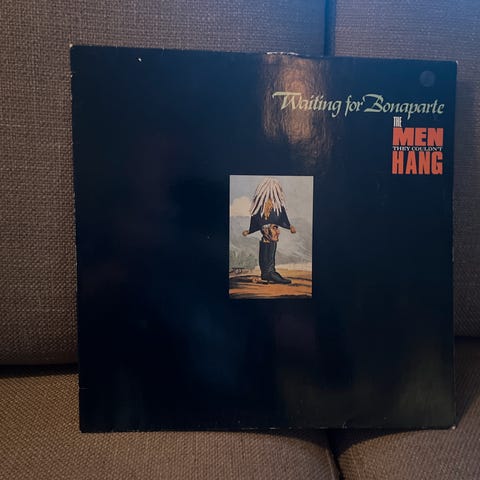 Waiting for Bonaparte
THE
MEN
THEY COULDN'T
HANG